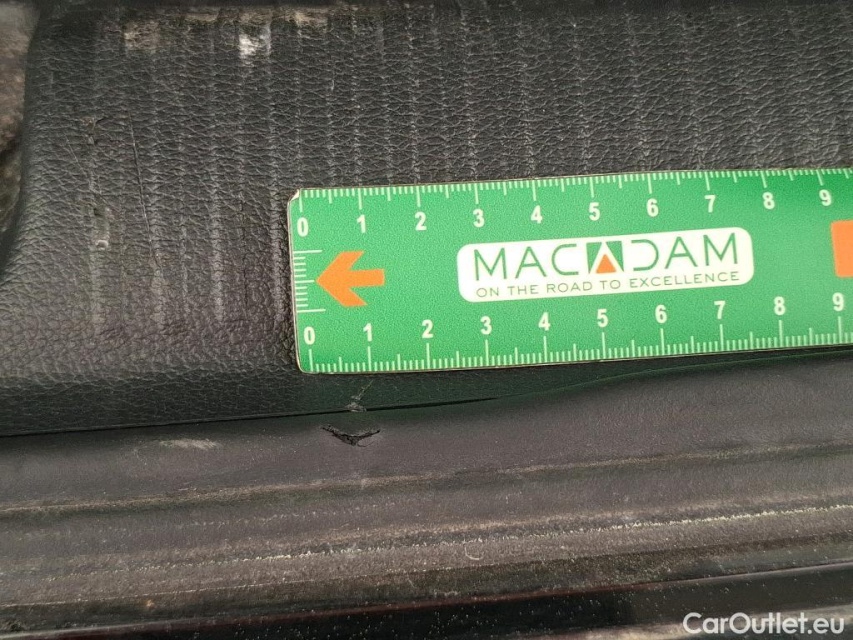 0 1 2 3 4 5 6 7 8 9
MACADAM
ON THE ROAD TO EXCELLENCE
0 1 2 3 4 5 6 7 8 9
CarOutlet.eu